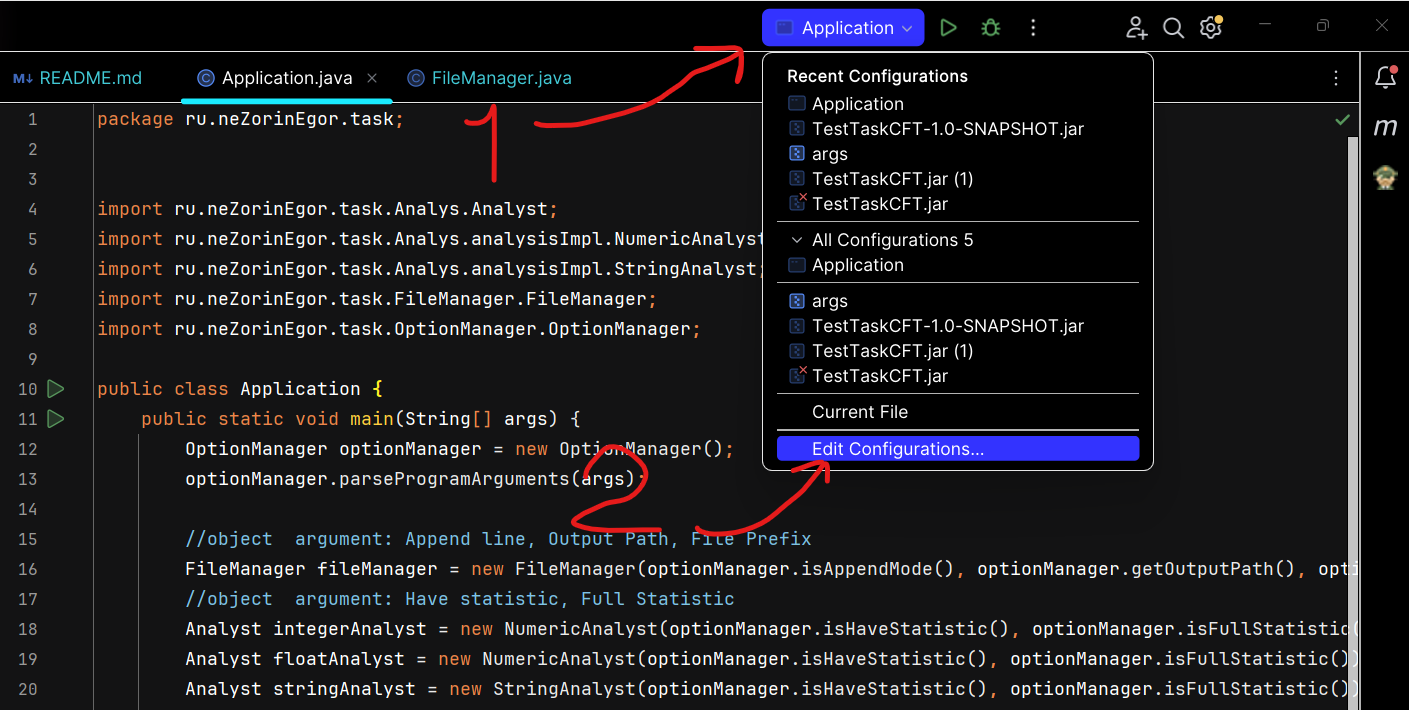 Application
M↓ README.md
Application.java
FileManager.java
Recent Configurations
Application
TestTaskCFT-1.0-SNAPSHOT.jar
args
TestTaskCFT.jar (1)
TestTaskCFT.jar
All Configurations 5
Application
args
TestTaskCFT-1.0-SNAPSHOT.jar
TestTaskCFT.jar (1)
TestTaskCFT.jar
Current File
Edit Configurations...
1
2
m
1 package ru.neZorinEgor.task;
2
3
4 import ru.neZorinEgor.task.Analys.Analyst;
5 import ru.neZorinEgor.task.Analys.analysisImpl.NumericAnalyst
6 import ru.neZorinEgor.task.Analys.analysisImpl.StringAnalyst;
7 import ru.neZorinEgor.task.FileManager.FileManager;
8 import ru.neZorinEgor.task.OptionManager.OptionManager;
9
10 public class Application {
11 public static void main(String[] args) {
12 OptionManager optionManager = new OptionManager();
13 optionManager.parseProgramArguments(args);
14
15 //object argument: Append line, Output Path, File Prefix
16 FileManager fileManager = new FileManager(optionManager.isAppendMode(), optionManager.getOutputPath(), opti
17 //object argument: Have statistic, Full Statistic
18 Analyst integerAnalyst = new NumericAnalyst(optionManager.isHaveStatistic(), optionManager.isFullStatistic(
19 Analyst floatAnalyst = new NumericAnalyst(optionManager.isHaveStatistic(), optionManager.isFullStatistic())
20 Analyst stringAnalyst = new StringAnalyst(optionManager.isHaveStatistic(), optionManager.isFullStatistic())